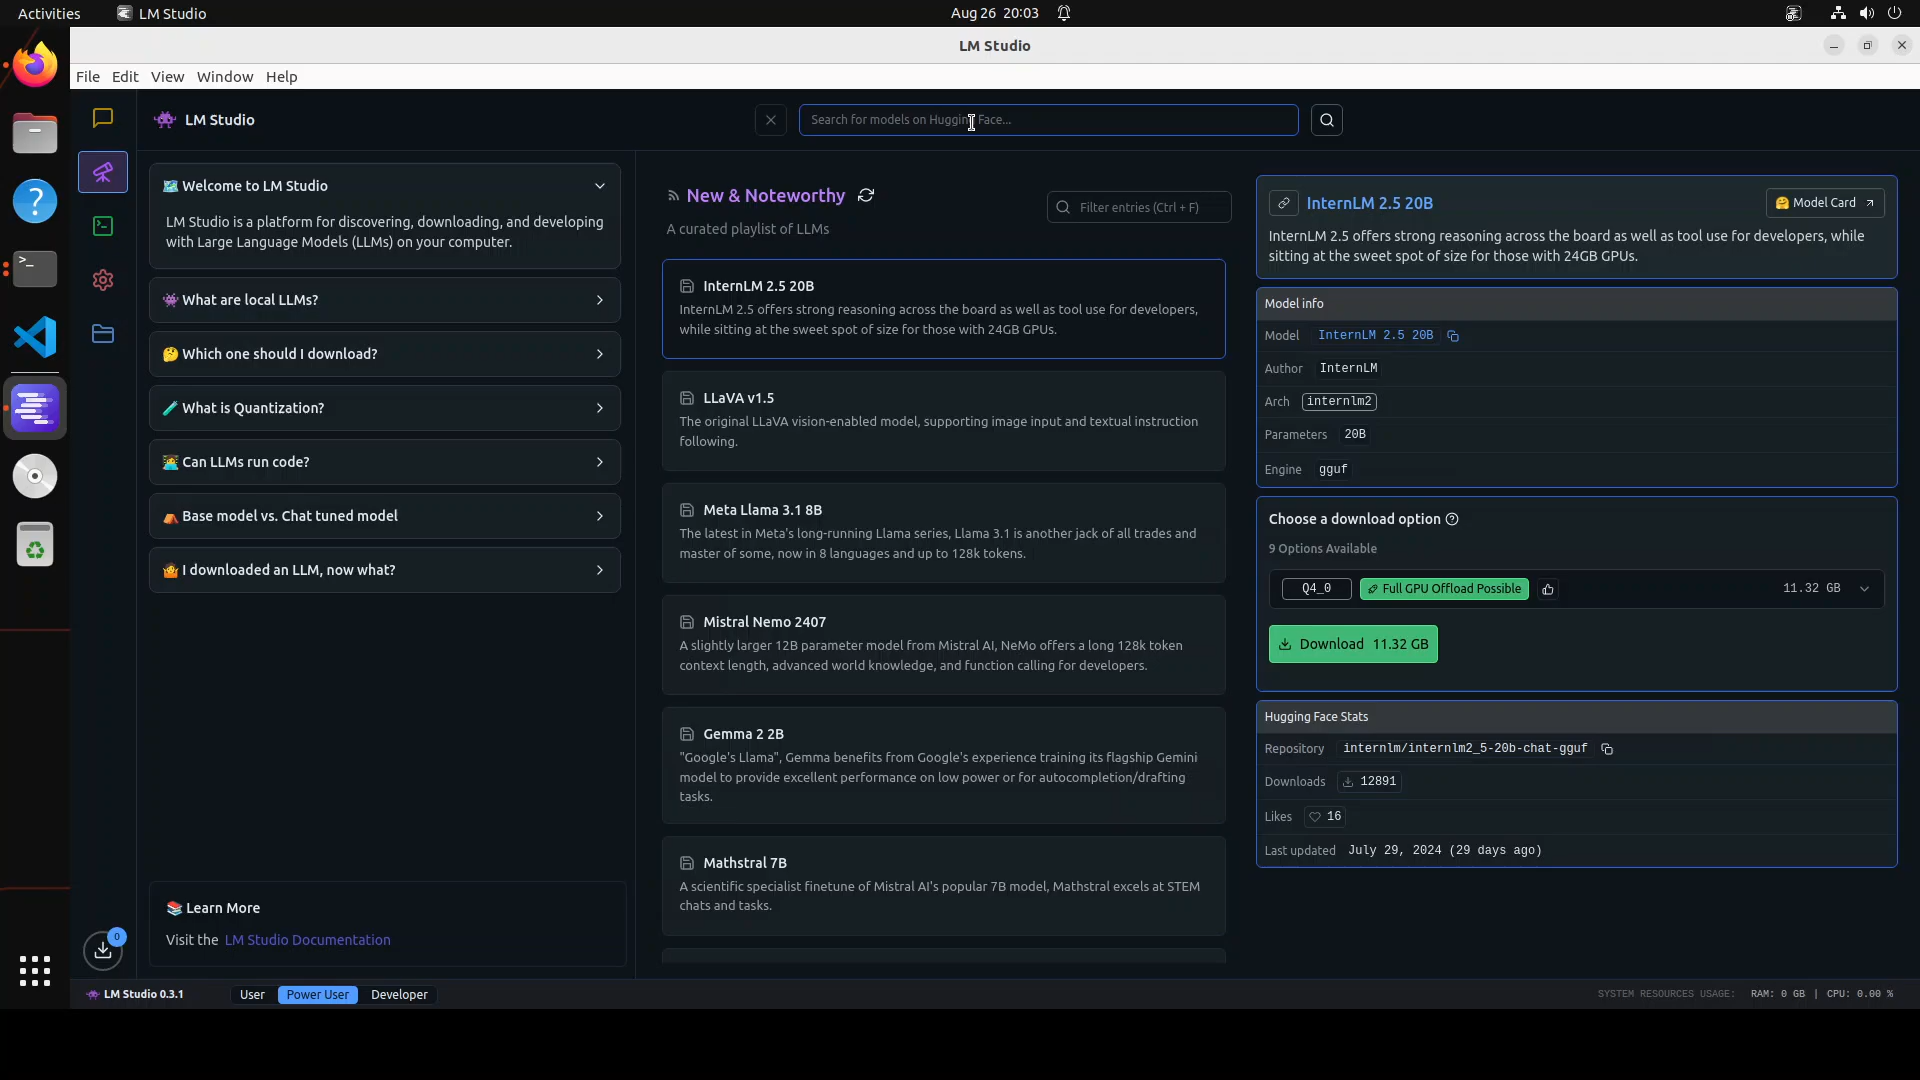 Activities
LM Studio
Aug 26 20:03
LM Studio
File Edit View Window Help
LM Studio
Search for models on Hugging Face...
Welcome to LM Studio
LM Studio is a platform for discovering, downloading, and developing
with Large Language Models (LLMs) on your computer.
What are local LLMs?
Which one should I download?
What is Quantization?
Can LLMs run code?
Base model vs. Chat tuned model
I downloaded an LLM, now what?
Learn More
Visit the LM Studio Documentation
0
New & Noteworthy
Filter entries (Ctrl + F)
A curated playlist of LLMs
InternLM 2.5 20B
InternLM 2.5 offers strong reasoning across the board as well as tool use for developers,
while sitting at the sweet spot of size for those with 24GB GPUs.
LLaVA v1.5
The original LLaVA vision-enabled model, supporting image input and textual instruction
following.
Meta Llama 3.1 8B
The latest in Meta's long-running Llama series, Llama 3.1 is another jack of all trades and
master of some, now in 8 languages and up to 128k tokens.
Mistral Nemo 2407
A slightly larger 12B parameter model from Mistral AI, NeMo offers a long 128k token
context length, advanced world knowledge, and function calling for developers.
Gemma 2 2B
"Google's Llama", Gemma benefits from Google's experience training its flagship Gemini
model to provide excellent performance on low power or for autocompletion/drafting
tasks.
Mathstral 7B
A scientific specialist finetune of Mistral AI's popular 7B model, Mathstral excels at STEM
chats and tasks.
InternLM 2.5 20B
Model Card
InternLM 2.5 offers strong reasoning across the board as well as tool use for developers, while
sitting at the sweet spot of size for those with 24GB GPUs.
Model info
Model InternLM 2.5 20B
Author InternLM
Arch internlm2
Parameters 20B
Engine gguf
Choose a download option
9 Options Available
Q4_0 Full GPU Offload Possible 11.32 GB
Download 11.32 GB
Hugging Face Stats
Repository internlm/internlm2_5-20b-chat-gguf
Downloads 12891
Likes 16
Last updated July 29, 2024 (29 days ago)
LM Studio 0.3.1
User Power User Developer
SYSTEM RESOURCES USAGE: RAM: 0 GB | CPU: 0.00 %